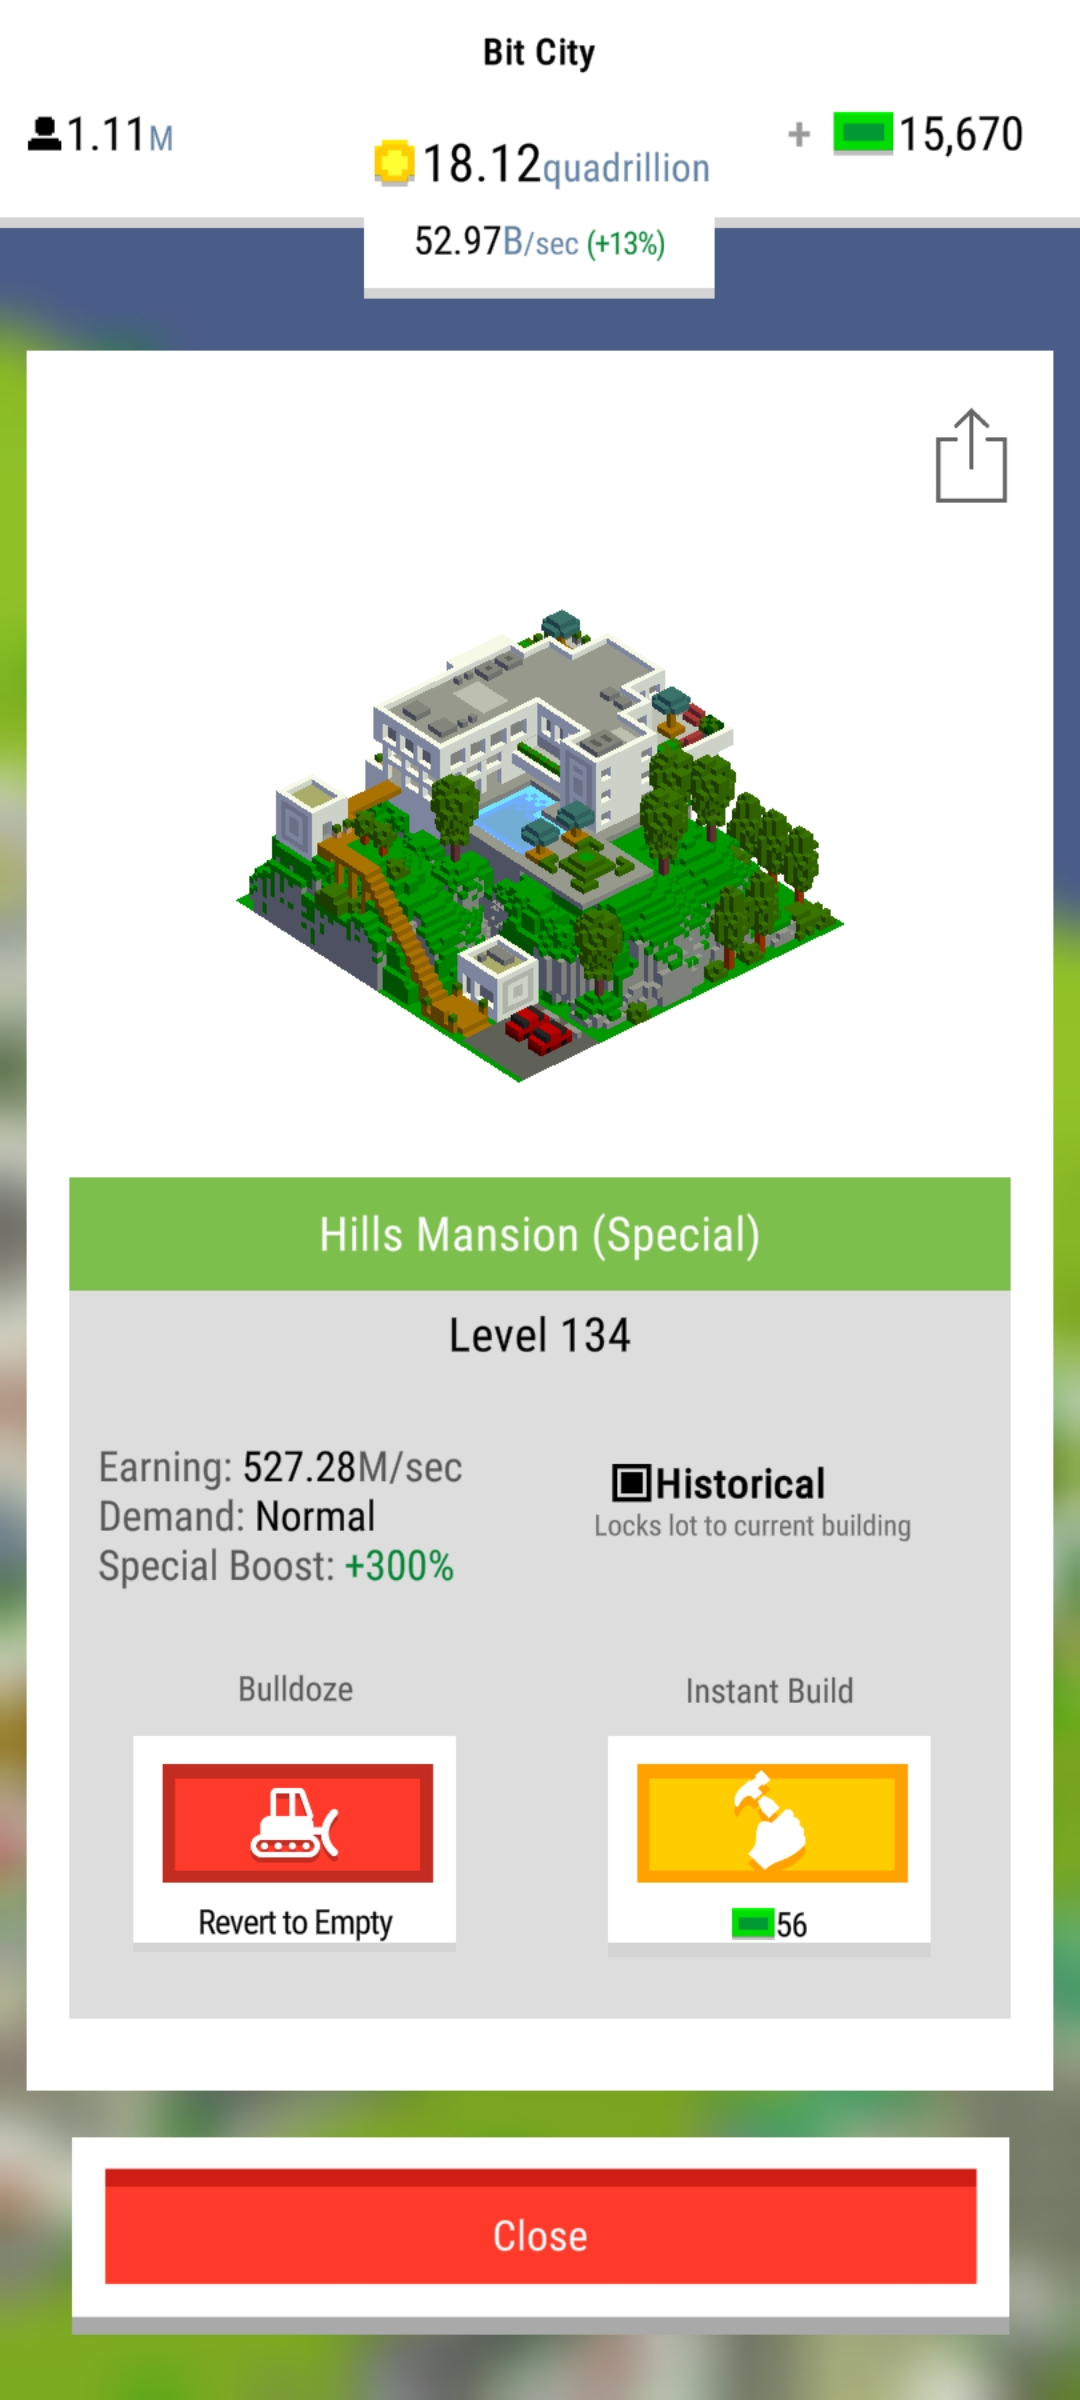 Bit City
1.11M
18.12quadrillion
+ 15,670
52.97B/sec (+13%)
Hills Mansion (Special)
Level 134
Earning: 527.28M/sec
Demand: Normal
Special Boost: +300%
Historical
Locks lot to current building
Bulldoze
Revert to Empty
Instant Build
56
Close